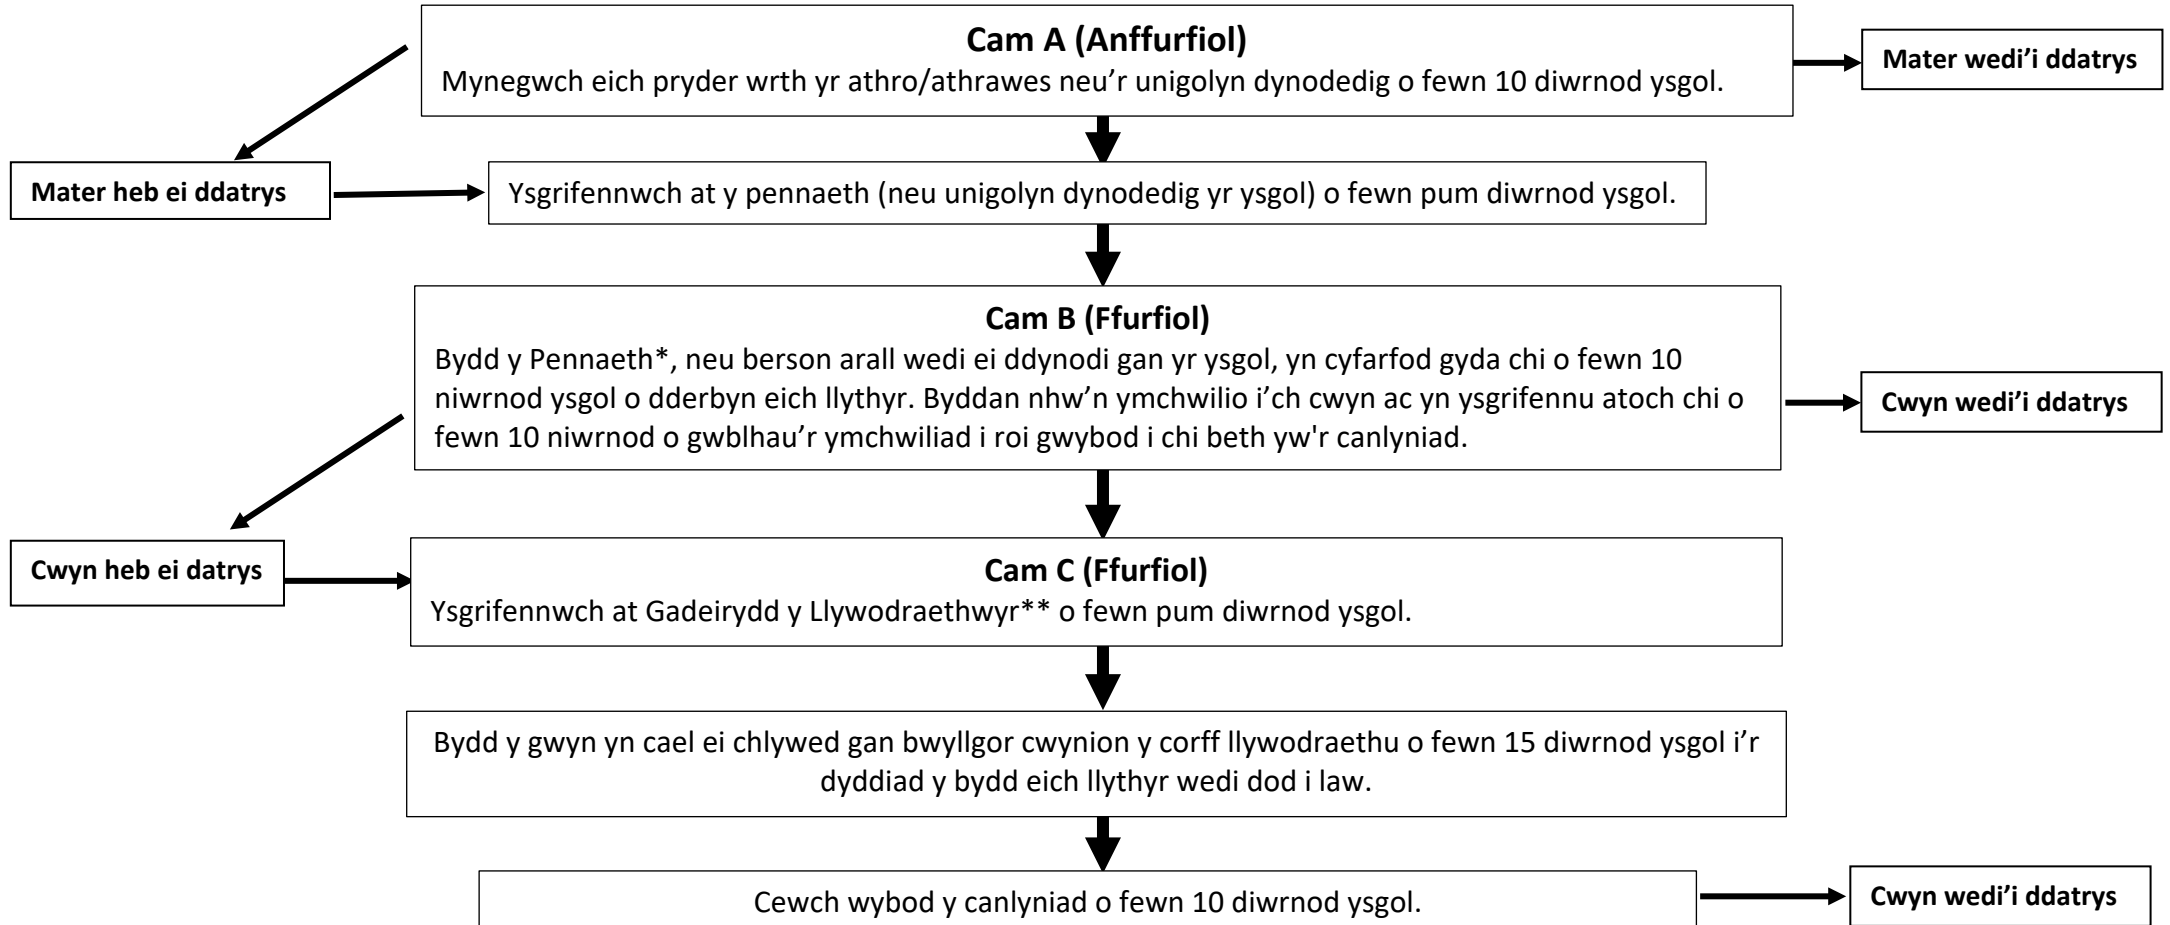 Cam A (Anffurfiol)
Mynegwch eich pryder wrth yr athro/athrawes neu'r unigolyn dynodedig o fewn 10 diwrnod ysgol.
Mater wedi'i ddatrys
Mater heb ei ddatrys
Ysgrifennwch at y pennaeth (neu unigolyn dynodedig yr ysgol) o fewn pum diwrnod ysgol.
Cam B (Ffurfiol)
Bydd y Pennaeth*, neu berson arall wedi ei ddynodi gan yr ysgol, yn cyfarfod gyda chi o fewn 10
niwrnod ysgol o dderbyn eich llythyr. Byddan nhw'n ymchwilio i'ch cwyn ac yn ysgrifennu atoch chi o
fewn 10 niwrnod o gwblhau'r ymchwiliad i roi gwybod i chi beth yw'r canlyniad.
Cwyn wedi'i ddatrys
Cwyn heb ei datrys
Cam C (Ffurfiol)
Ysgrifennwch at Gadeirydd y Llywodraethwyr** o fewn pum diwrnod ysgol.
Bydd y gwyn yn cael ei chlywed gan bwyllgor cwynion y corff llywodraethu o fewn 15 diwrnod ysgol i'r
dyddiad y bydd eich llythyr wedi dod i law.
Cewch wybod y canlyniad o fewn 10 diwrnod ysgol.
Cwyn wedi'i ddatrys